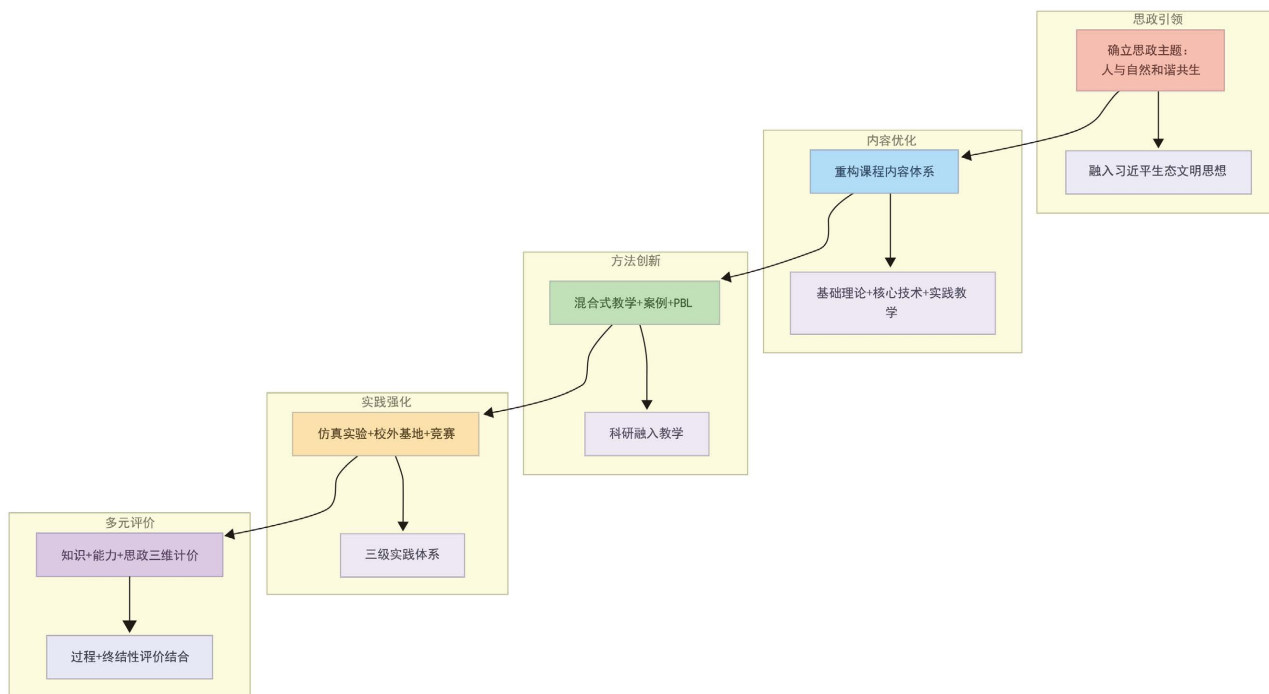 思政引领
确立思政主题：
人与自然和谐共生
融入习近平生态文明思想
内容优化
重构课程内容体系
基础理论+核心技术+实践教
学
方法创新
混合式教学+案例+PBL
科研融入教学
实践强化
仿真实验+校外基地+竞赛
三级实践体系
多元评价
知识+能力+思政三维计价
过程+终结性评价结合